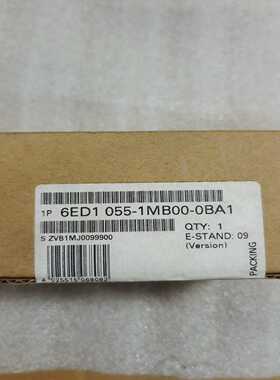 1P 6ED1 055-1MB00-0BA1
S ZVB1MJ0099900
QTY: 1
E-STAND: 09
(Version)
PACKING